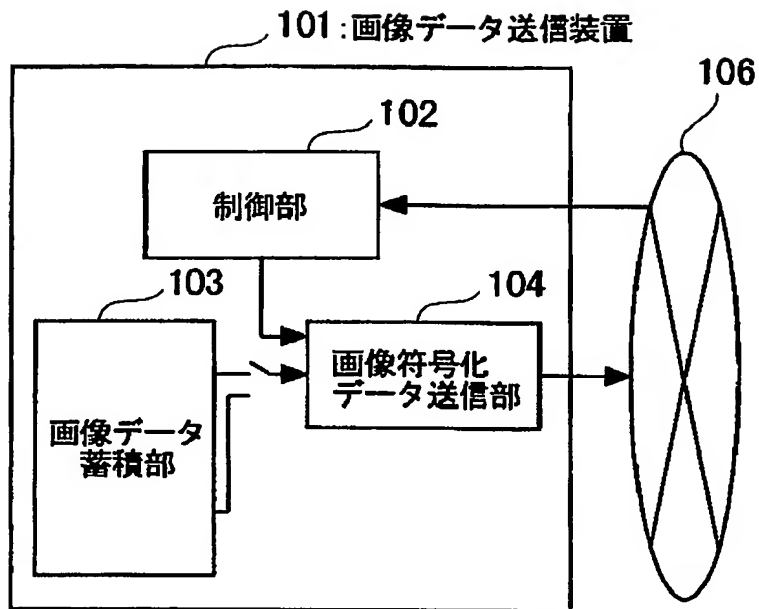 101:画像データ送信装置
106
102
制御部
103
104
画像符号化
データ送信部
画像データ
蓄積部